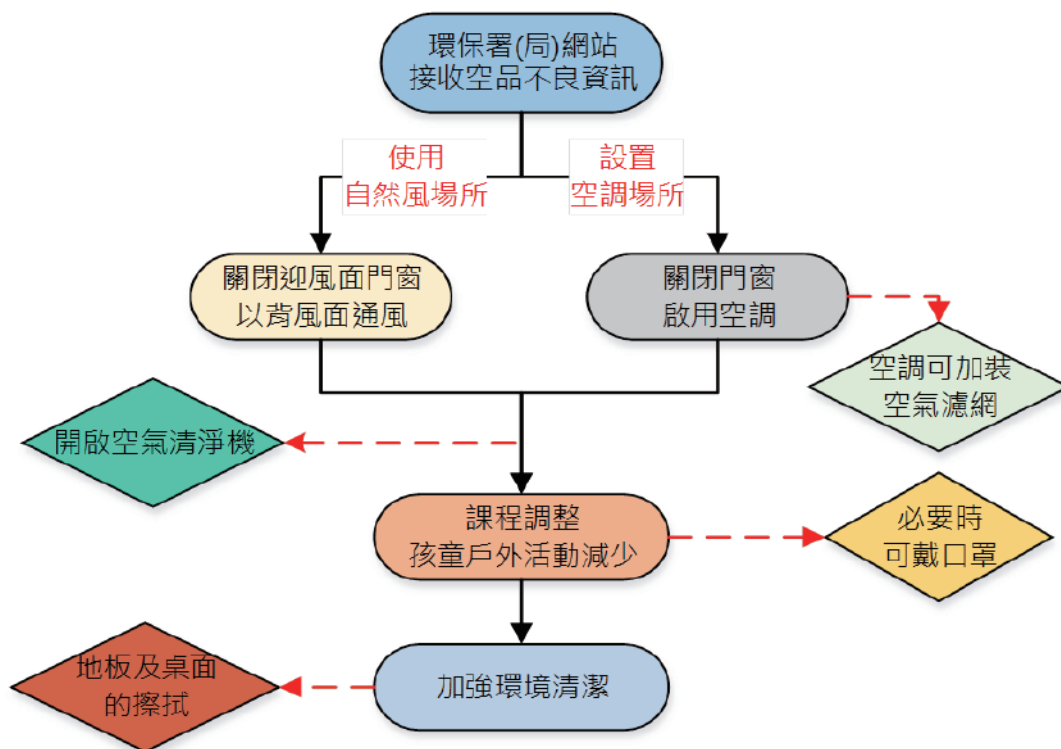 環保署(局)網站
接收空品不良資訊
使用
自然風場所
設置
空調場所
關閉迎風面門窗
以背風面通風
關閉門窗
啟用空調
空調可加裝
空氣濾網
開啟空氣清淨機
課程調整
孩童戶外活動減少
必要時
可戴口罩
地板及桌面
的擦拭
加強環境清潔